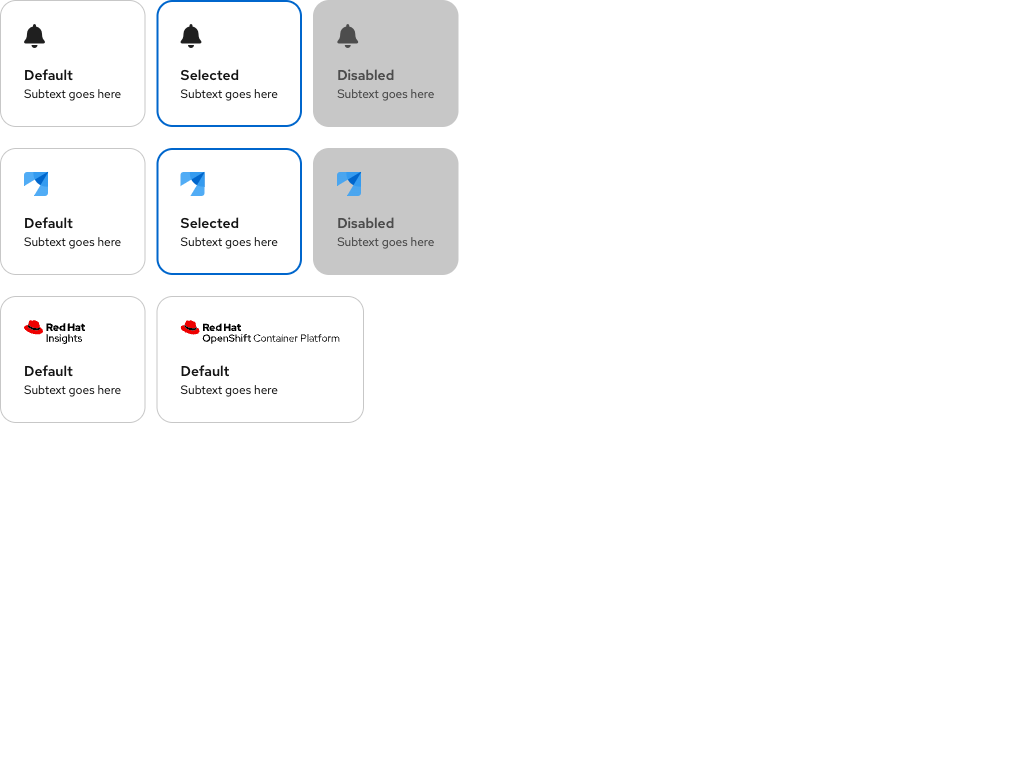 Default
Subtext goes here
Selected
Subtext goes here
Disabled
Subtext goes here
Default
Subtext goes here
Selected
Subtext goes here
Disabled
Subtext goes here
Red Hat
Insights
Default
Subtext goes here
Red Hat
OpenShift Container Platform
Default
Subtext goes here